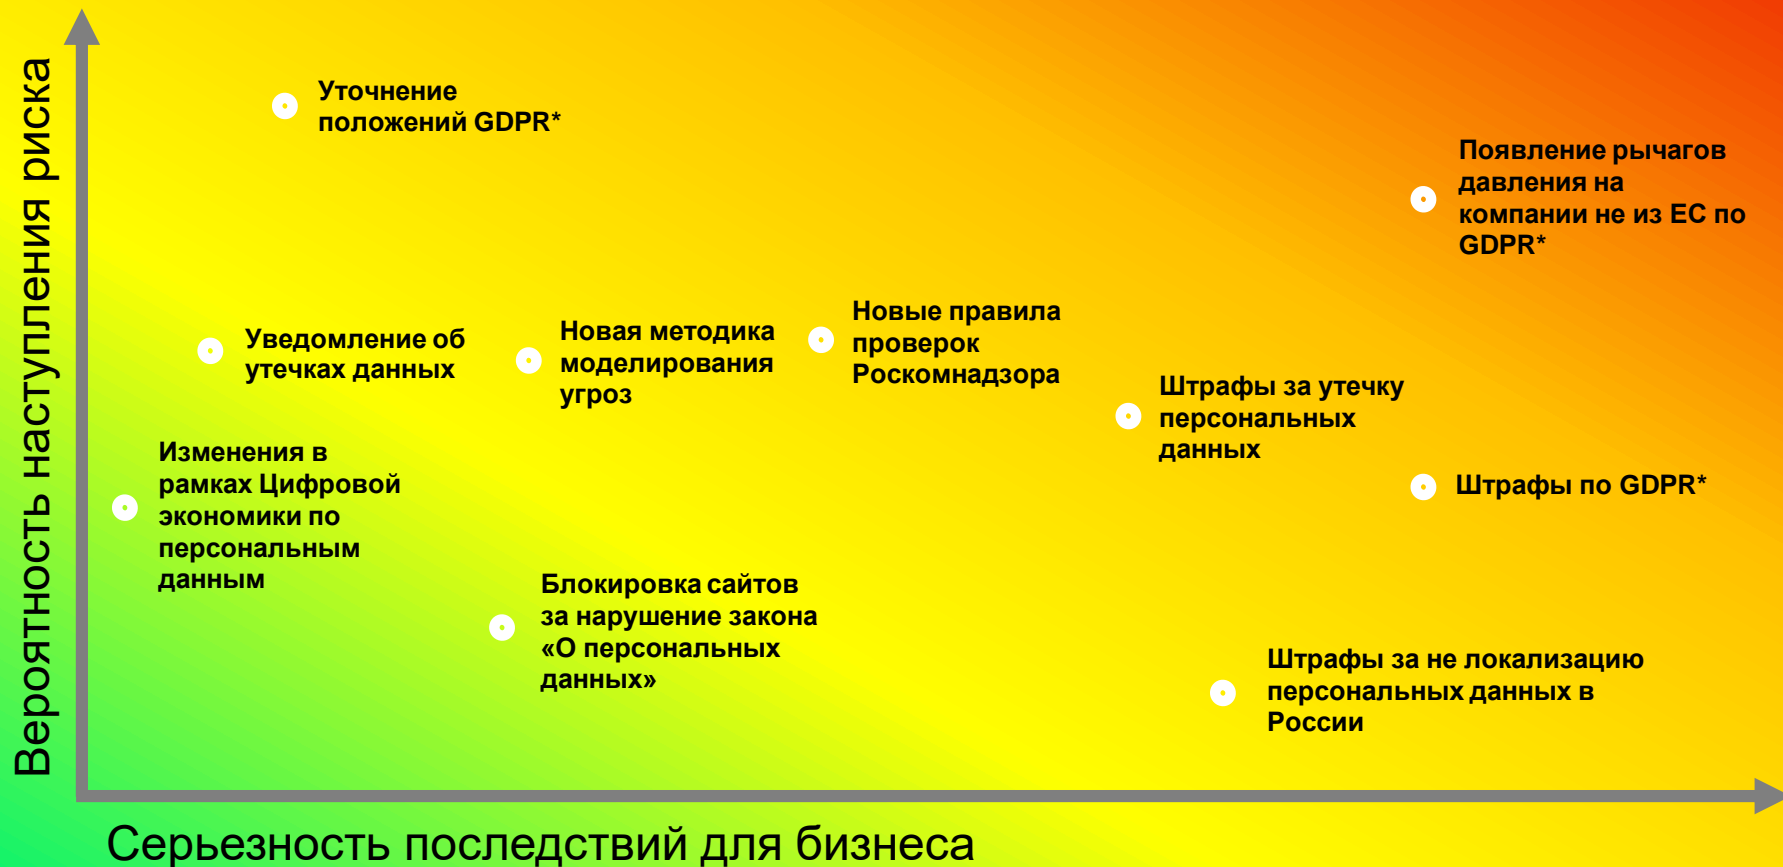 Вероятность наступления риска
Уточнение
положений GDPR*
Появление рычагов
давления на
компании не из ЕС по
GDPR*
Уведомление об
утечках данных
Новая методика
моделирования
угроз
Новые правила
проверок
Роскомнадзора
Штрафы за утечку
персональных
данных
Изменения в
рамках Цифровой
экономики по
персональным
данным
Штрафы по GDPR*
Блокировка сайтов
за нарушение закона
«О персональных
данных»
Штрафы за не локализацию
персональных данных в
России
Серьезность последствий для бизнеса